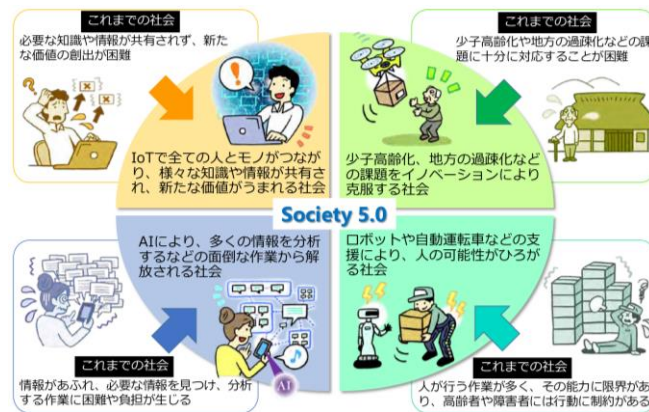 これまでの社会
必要な知識や情報が共有されず、新た
な価値の創出が困難
これまでの社会
少子高齢化や地方の過疎化などの課
題に十分に対応することが困難
IoTで全ての人とモノがつなが
り、様々な知識や情報が共有さ
れ、新たな価値がうまれる社会
少子高齢化、地方の過疎化など
の課題をイノベーションにより
克服する社会
Society 5.0
AIにより、多くの情報を分析
するなどの面倒な作業から解
放される社会
ロボットや自動運転車などの支
援により、人の可能性がひろが
る社会
AI
これまでの社会
情報があふれ、必要な情報を見つけ、分析
する作業に困難や負担が生じる
これまでの社会
人が行う作業が多く、その能力に限界があ
り、高齢者や障害者には行動に制約がある